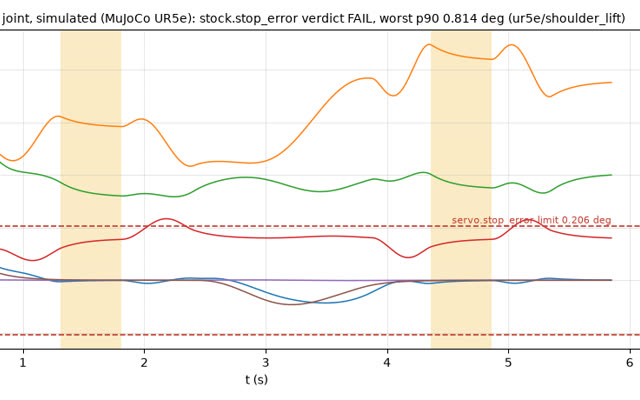 joint, simulated (MuJoCo UR5e): stock.stop_error verdict FAIL, worst p90 0.814 deg (ur5e/shoulder_lift)
servo.stop_error limit 0.206 deg
1 2 3 4 5 6
t (s)